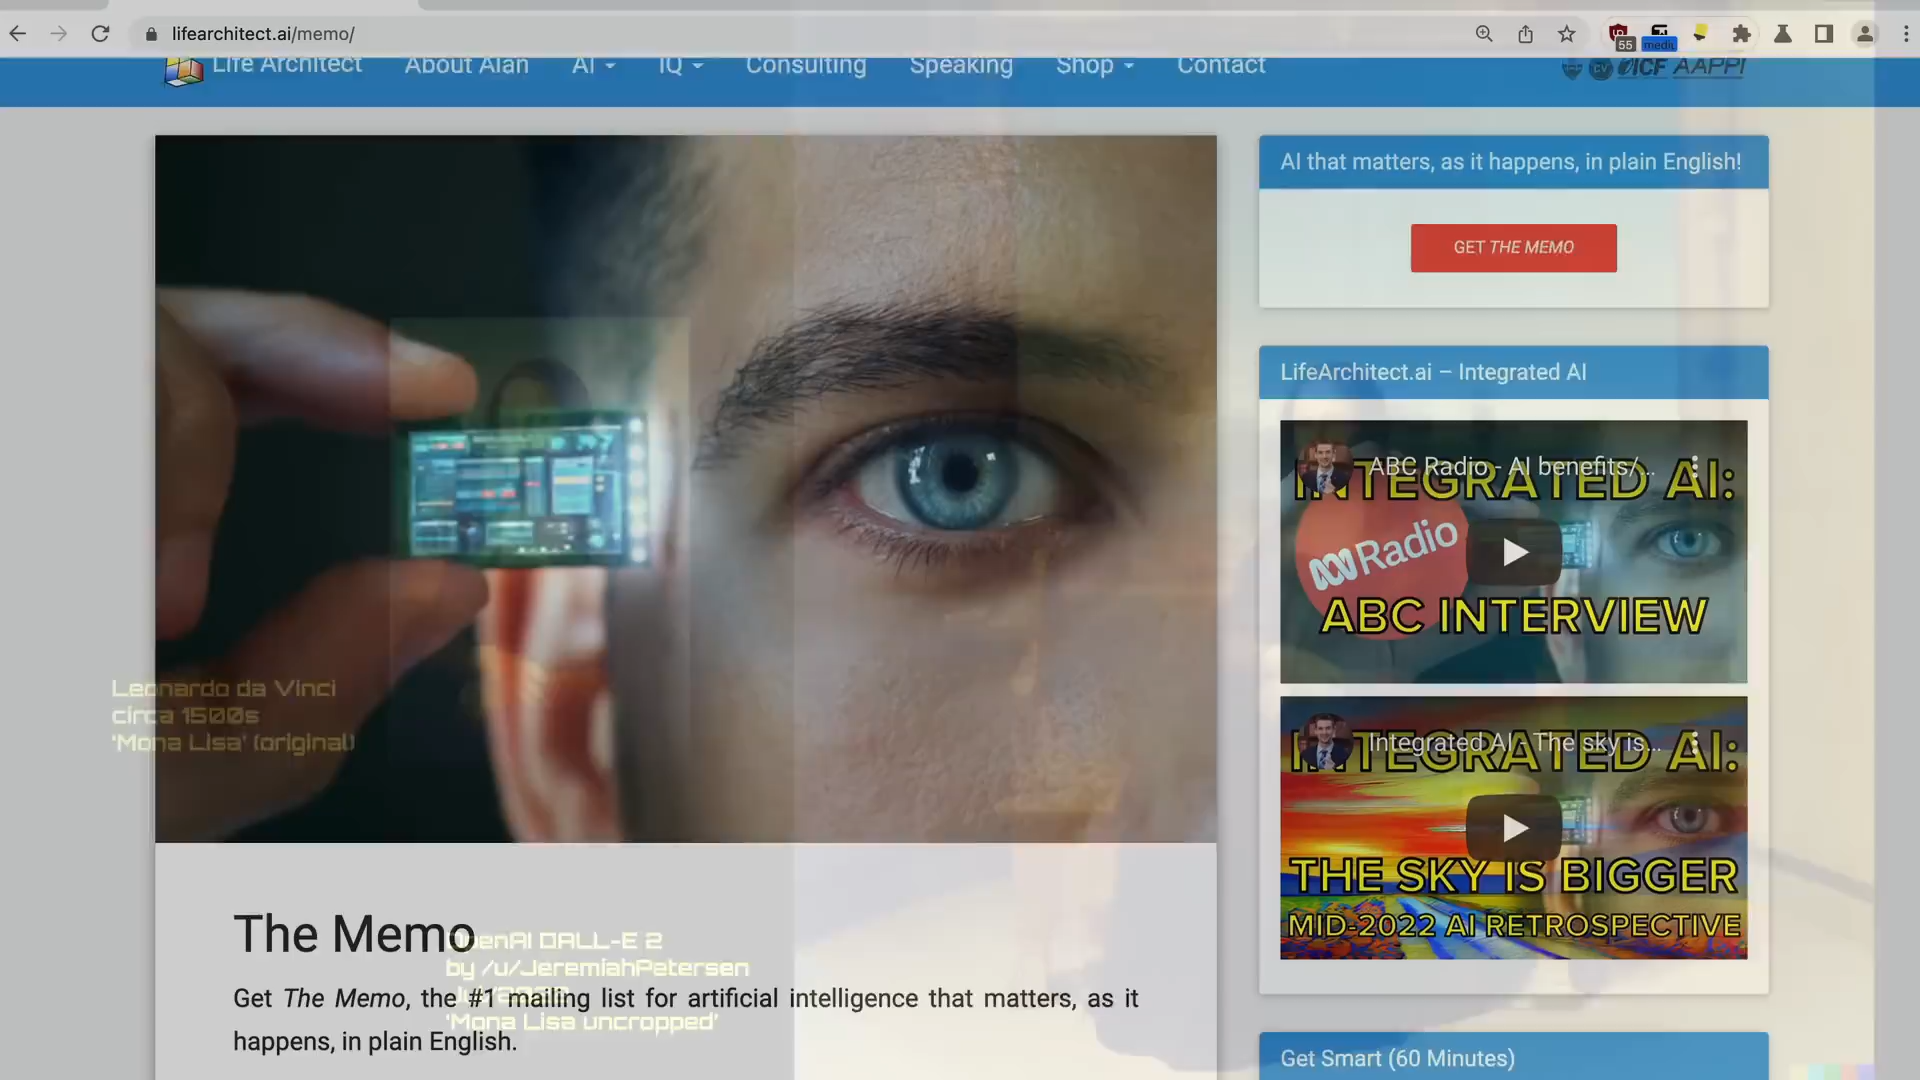 lifearchitect.ai/memo/
55
Life Architect
About Alan
AI
IQ
Consulting
Speaking
Shop
Contact
ICF AAPPI
AI that matters, as it happens, in plain English!
GET THE MEMO
LifeArchitect.ai – Integrated AI
ABC Radio - AI benefits/...
INTEGRATED AI:
Radio
ABC INTERVIEW
Integrated AI - The sky is...
INTEGRATED AI:
THE SKY IS BIGGER
MID-2022 AI RETROSPECTIVE
Get Smart (60 Minutes)
Leonardo da Vinci
circa 1500s
'Mona Lisa' (original)
The Memo
OpenAI DALL-E 2
by /u/JeremiahPetersen
Get The Memo, the #1 mailing list for artificial intelligence that matters, as it
'Mona Lisa uncropped'
happens, in plain English.